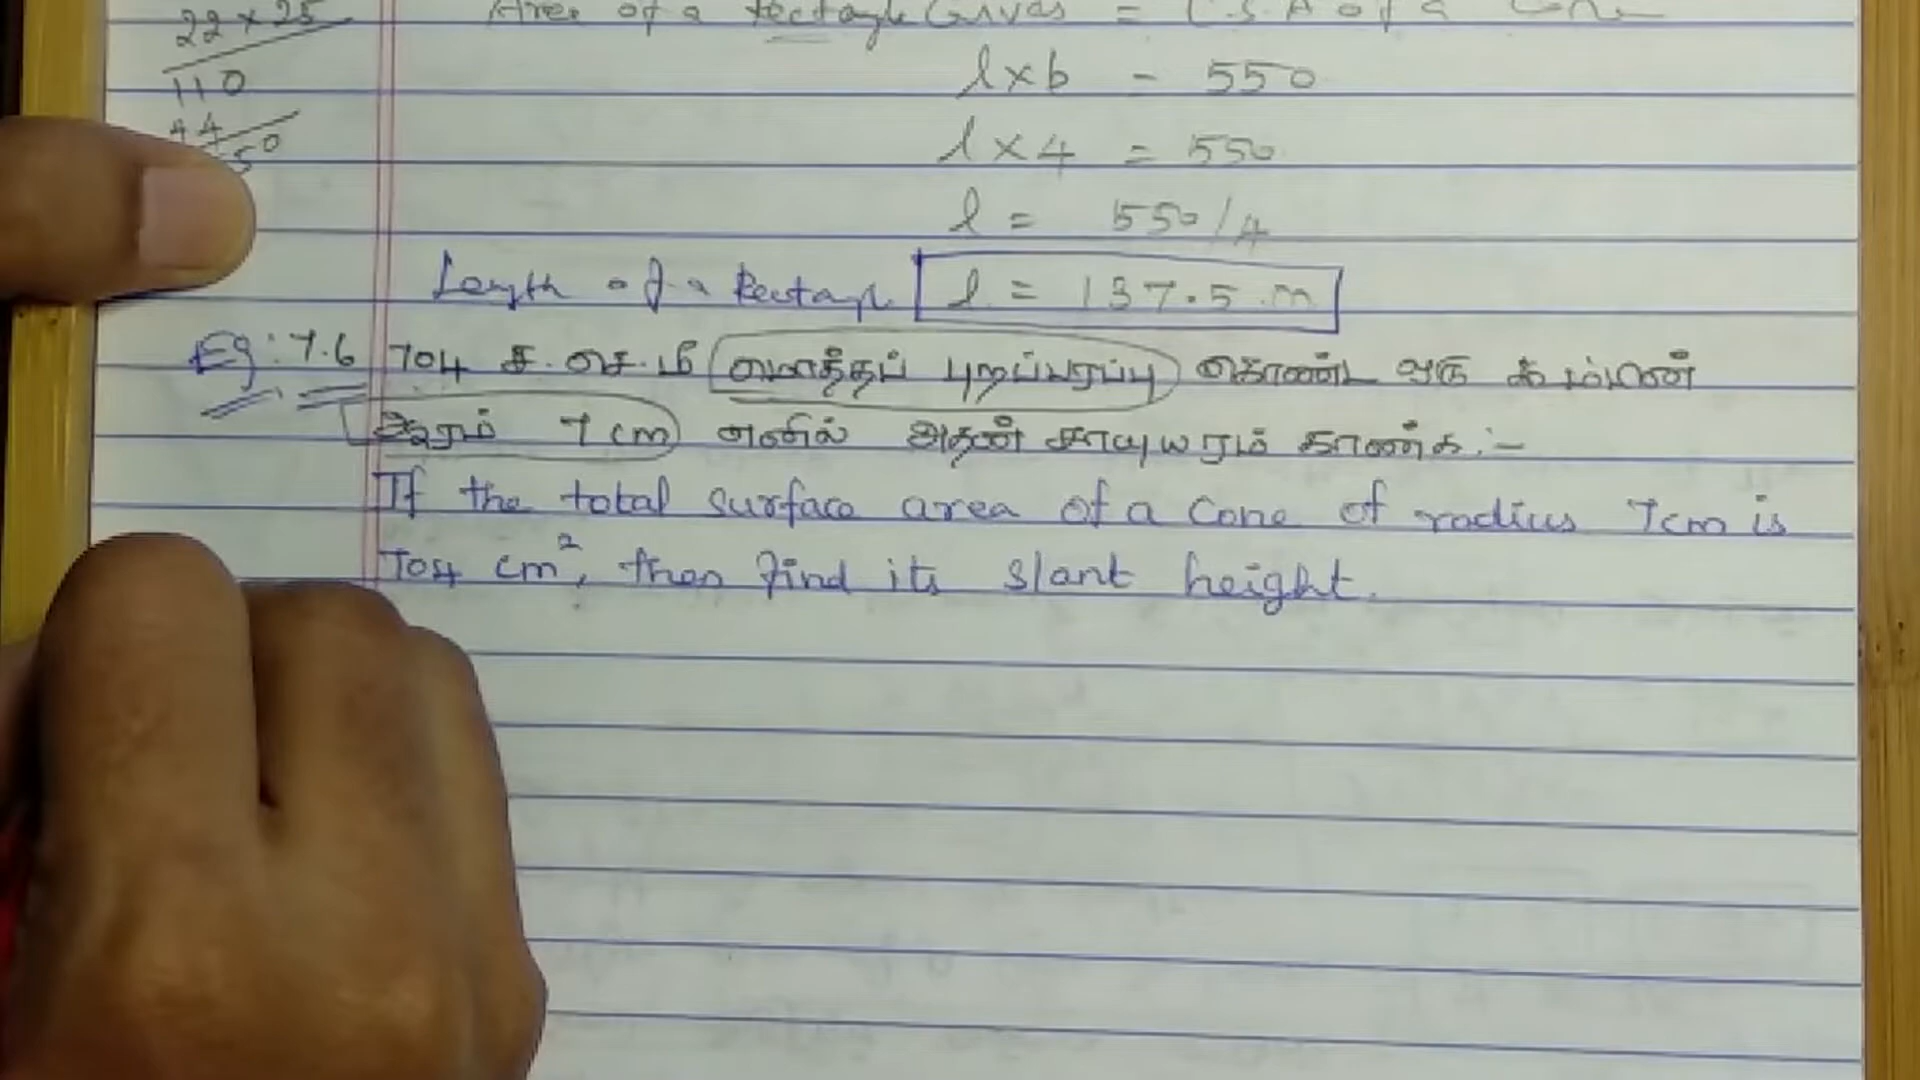 22 x 25
110
44
50
Area of a rectangle Canvas = C.S.A of a Cone
l x b = 550
l x 4 = 550
l = 550/4
Length of a Rectangle l = 137.5 m
Eg: 7.6 704 ச.செ.மீ மொத்தப் புறப்பரப்பு கொண்ட ஒரு கூம்பின்
ஆரம் 7 cm எனில் அதன் சாயுயரம் காண்க :-
If the total surface area of a cone of radius 7cm is
704 cm², then find its slant height.